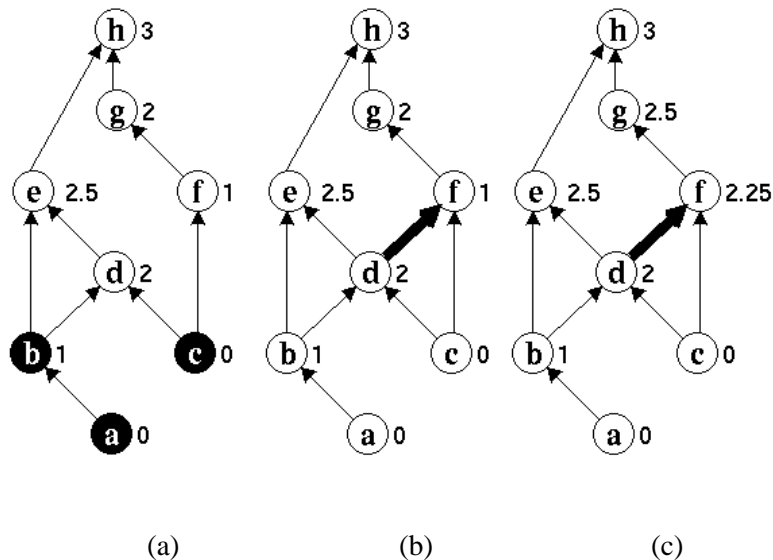 h 3 h 3 h 3
g 2 g 2 g 2.5
e 2.5 f 1 e 2.5 f 1 e 2.5 f 2.25
d 2 d 2 d 2
b 1 c 0 b 1 c 0 b 1 c 0
a 0 a 0 a 0
(a) (b) (c)